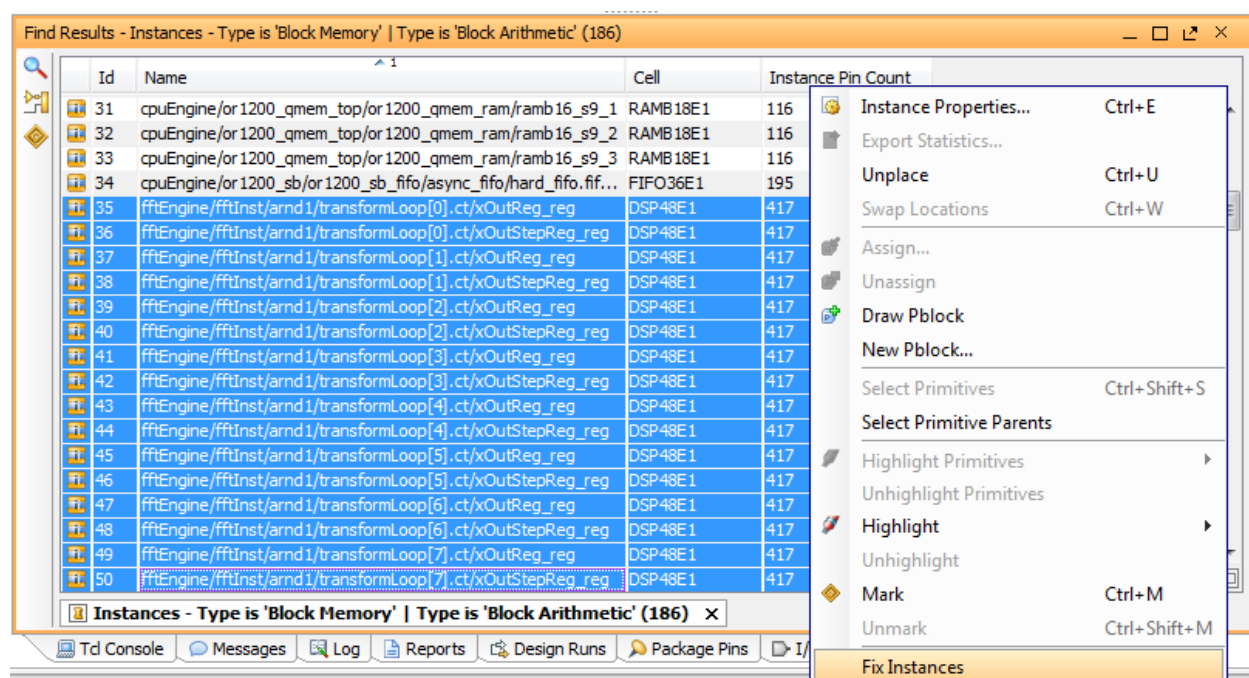 Find Results - Instances - Type is 'Block Memory' | Type is 'Block Arithmetic' (186)
1
Id Name Cell Instance Pin Count
31 cpuEngine/or1200_qmem_top/or1200_qmem_ram/ramb16_s9_1 RAMB18E1 116
32 cpuEngine/or1200_qmem_top/or1200_qmem_ram/ramb16_s9_2 RAMB18E1 116
33 cpuEngine/or1200_qmem_top/or1200_qmem_ram/ramb16_s9_3 RAMB18E1 116
34 cpuEngine/or1200_sb/or1200_sb_fifo/async_fifo/hard_fifo.fif... FIFO36E1 195
35 fftEngine/fftInst/arnd1/transformLoop[0].ct/xOutReg_reg DSP48E1 417
36 fftEngine/fftInst/arnd1/transformLoop[0].ct/xOutStepReg_reg DSP48E1 417
37 fftEngine/fftInst/arnd1/transformLoop[1].ct/xOutReg_reg DSP48E1 417
38 fftEngine/fftInst/arnd1/transformLoop[1].ct/xOutStepReg_reg DSP48E1 417
39 fftEngine/fftInst/arnd1/transformLoop[2].ct/xOutReg_reg DSP48E1 417
40 fftEngine/fftInst/arnd1/transformLoop[2].ct/xOutStepReg_reg DSP48E1 417
41 fftEngine/fftInst/arnd1/transformLoop[3].ct/xOutReg_reg DSP48E1 417
42 fftEngine/fftInst/arnd1/transformLoop[3].ct/xOutStepReg_reg DSP48E1 417
43 fftEngine/fftInst/arnd1/transformLoop[4].ct/xOutReg_reg DSP48E1 417
44 fftEngine/fftInst/arnd1/transformLoop[4].ct/xOutStepReg_reg DSP48E1 417
45 fftEngine/fftInst/arnd1/transformLoop[5].ct/xOutReg_reg DSP48E1 417
46 fftEngine/fftInst/arnd1/transformLoop[5].ct/xOutStepReg_reg DSP48E1 417
47 fftEngine/fftInst/arnd1/transformLoop[6].ct/xOutReg_reg DSP48E1 417
48 fftEngine/fftInst/arnd1/transformLoop[6].ct/xOutStepReg_reg DSP48E1 417
49 fftEngine/fftInst/arnd1/transformLoop[7].ct/xOutReg_reg DSP48E1 417
50 fftEngine/fftInst/arnd1/transformLoop[7].ct/xOutStepReg_reg DSP48E1 417
Instances - Type is 'Block Memory' | Type is 'Block Arithmetic' (186)
Tcl Console Messages Log Reports Design Runs Package Pins I/
Instance Properties... Ctrl+E
Export Statistics...
Unplace Ctrl+U
Swap Locations Ctrl+W
Assign...
Unassign
Draw Pblock
New Pblock...
Select Primitives Ctrl+Shift+S
Select Primitive Parents
Highlight Primitives
Unhighlight Primitives
Highlight
Unhighlight
Mark Ctrl+M
Unmark Ctrl+Shift+M
Fix Instances